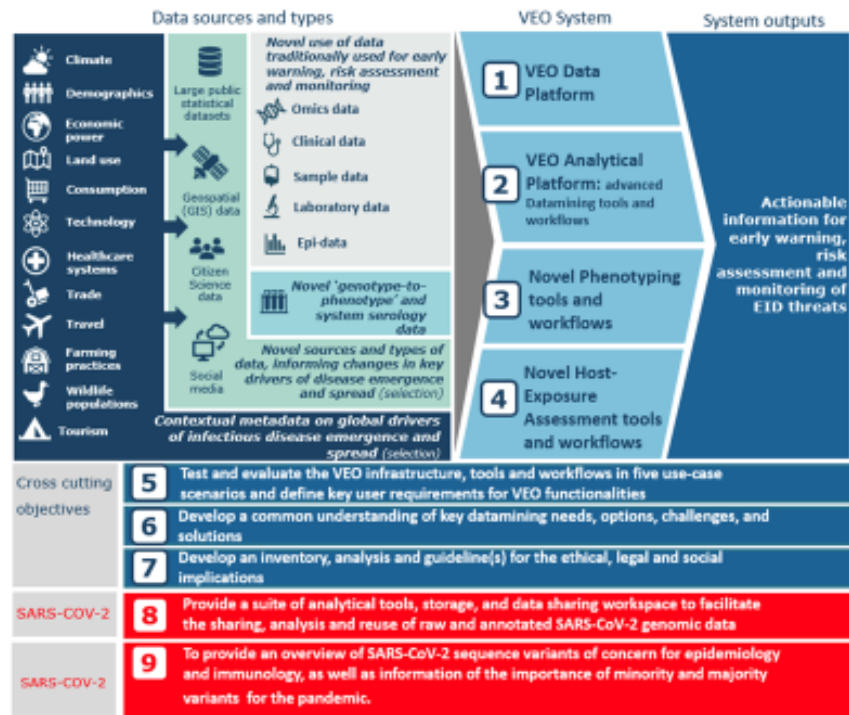 Data sources and types
VEO System
System outputs
Climate
Demographics
Economic
power
Land use
Consumption
Technology
Healthcare
systems
Trade
Travel
Farming
practices
Wildlife
populations
Tourism
Large public
statistical
datasets
Geospatial
(GIS) data
Citizen
Science
data
Social
media
Novel use of data
traditionally used for early
warning, risk assessment
and monitoring
Omics data
Clinical data
Sample data
Laboratory data
Epi-data
Novel 'genotype-to-
phenotype' and
system serology
data
Novel sources and types of
data, informing changes in key
drivers of disease emergence
and spread (selection)
Contextual metadata on global drivers
of infectious disease emergence and
spread (selection)
1
VEO Data
Platform
2
VEO Analytical
Platform: advanced
Datamining tools and
workflows
3
Novel Phenotyping
tools and
workflows
4
Novel Host-
Exposure
Assessment tools
and workflows
Actionable
information for
early warning,
risk
assessment and
monitoring of
EID threats
Cross cutting
objectives
5
Test and evaluate the VEO infrastructure, tools and workflows in five use-case
scenarios and define key user requirements for VEO functionalities
6
Develop a common understanding of key datamining needs, options, challenges, and
solutions
7
Develop an inventory, analysis and guideline(s) for the ethical, legal and social
implications
SARS-COV-2
8
Provide a suite of analytical tools, storage, and data sharing workspace to facilitate
the sharing, analysis and reuse of raw and annotated SARS-CoV-2 genomic data
SARS-COV-2
9
To provide an overview of SARS-CoV-2 sequence variants of concern for epidemiology
and immunology, as well as information of the importance of minority and majority
variants for the pandemic.